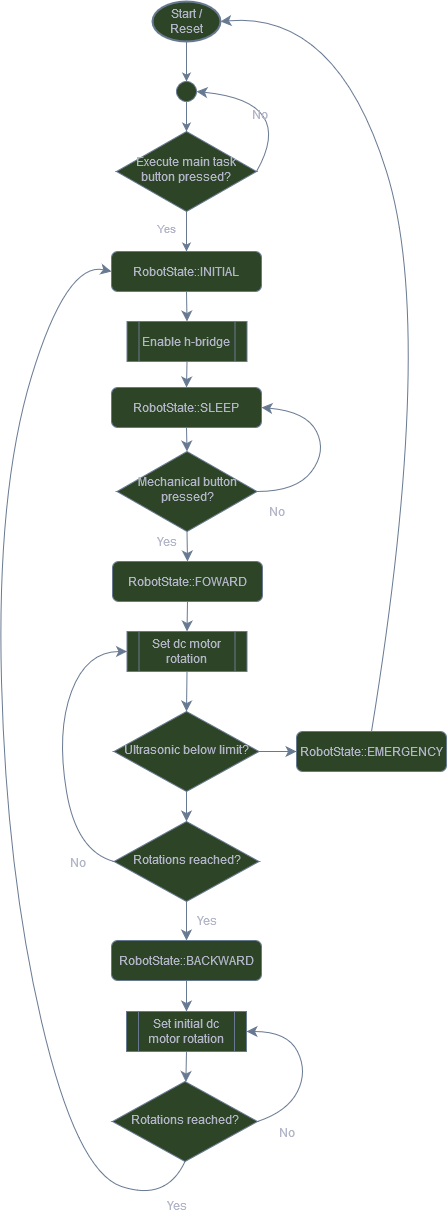 Start /
Reset
No
Execute main task
button pressed?
Yes
RobotState::INITIAL
Enable h-bridge
RobotState::SLEEP
Mechanical button
pressed?
No
Yes
RobotState::FOWARD
Set dc motor
rotation
Ultrasonic below limit?
RobotState::EMERGENCY
Rotations reached?
No
Yes
RobotState::BACKWARD
Set initial dc
motor rotation
Rotations reached?
No
Yes